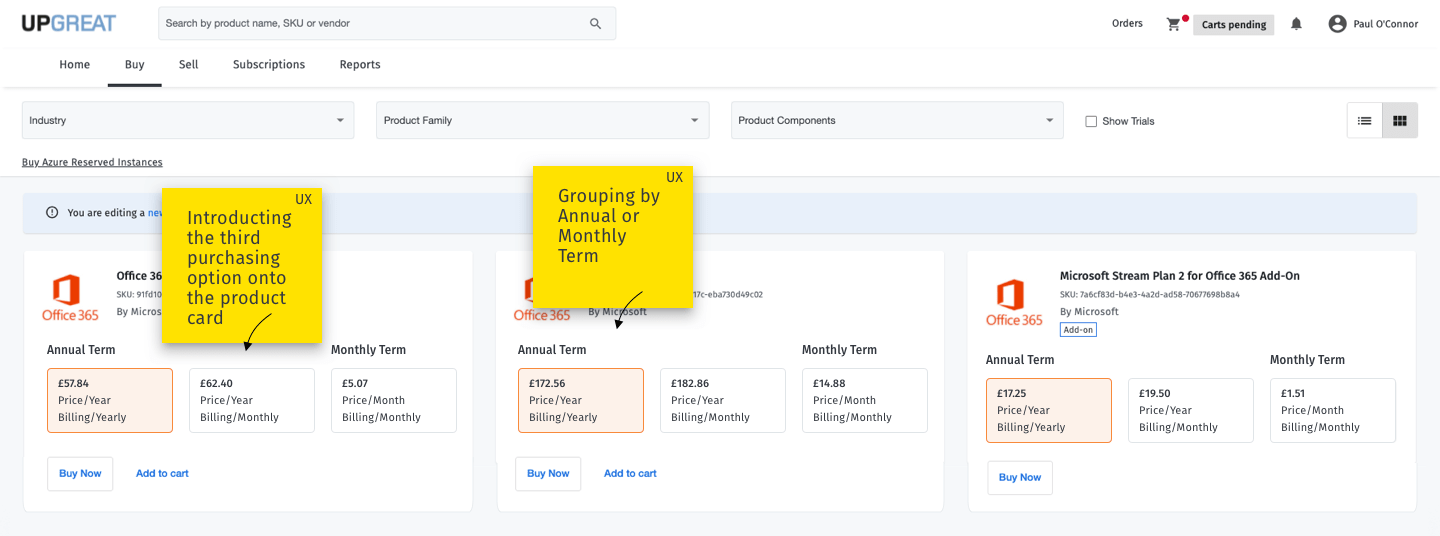 UPGREAT
Search by product name, SKU or vendor
Orders
Carts pending
Paul O'Connor
Home
Buy
Sell
Subscriptions
Reports
Industry
Product Family
Product Components
Show Trials
Buy Azure Reserved Instances
You are editing a
UX
Introducting
the third
purchasing
option onto
the product
card
UX
Grouping by
Annual or
Monthly
Term
Office 365
Office
SKU: 91fd10
By Micros
Annual Term
Monthly Term
£57.84
Price/Year
Billing/Yearly
£62.40
Price/Year
Billing/Monthly
£5.07
Price/Month
Billing/Monthly
Buy Now
Add to cart
Office 365
17c-eba730d49c02
By Microsoft
Annual Term
Monthly Term
£172.56
Price/Year
Billing/Yearly
£182.86
Price/Year
Billing/Monthly
£14.88
Price/Month
Billing/Monthly
Buy Now
Add to cart
Office 365
Microsoft Stream Plan 2 for Office 365 Add-On
SKU: 7a6cf83d-b4e3-4a2d-ad58-70677698b8a4
By Microsoft
Add-on
Annual Term
Monthly Term
£17.25
Price/Year
Billing/Yearly
£19.50
Price/Year
Billing/Monthly
£1.51
Price/Month
Billing/Monthly
Buy Now